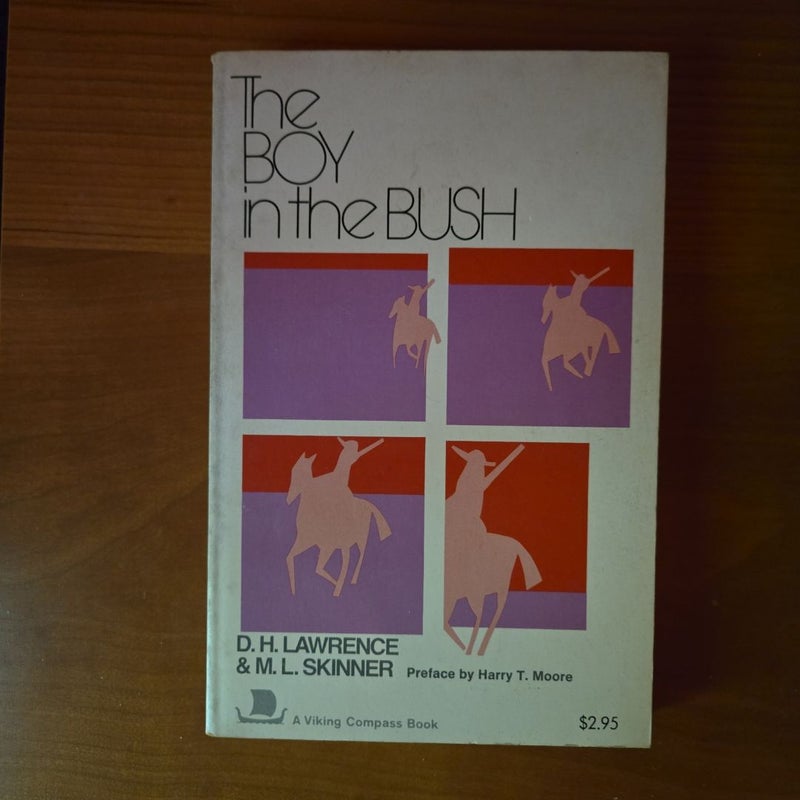 The
BOY
in the BUSH
D. H. LAWRENCE
& M. L. SKINNER Preface by Harry T. Moore
A Viking Compass Book $2.95